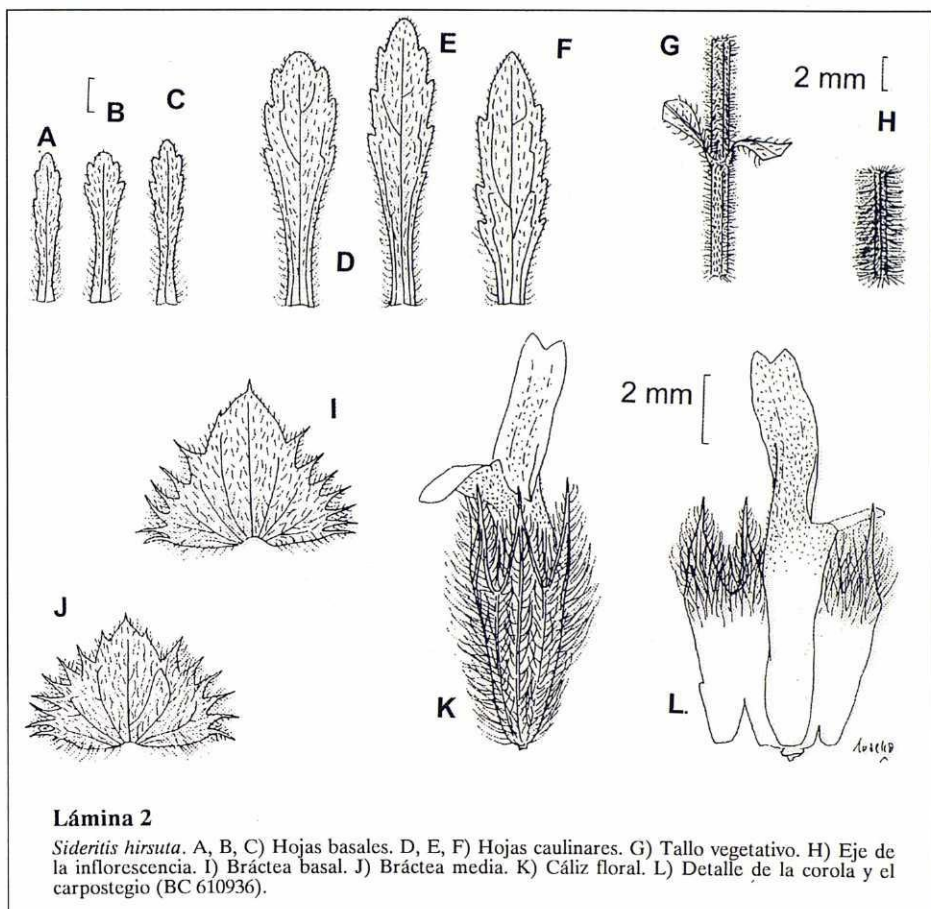 A
B
C
D
E
F
G
2 mm
H
I
J
K
2 mm
L.
Lámina 2
Sideritis hirsuta. A, B, C) Hojas basales. D, E, F) Hojas caulinares. G) Tallo vegetativo. H) Eje de
la inflorescencia. I) Bráctea basal. J) Bráctea media. K) Cáliz floral. L) Detalle de la corola y el
carpostegio (BC 610936).